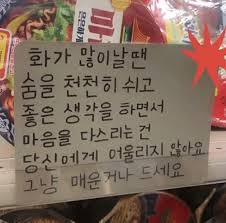 화가 많이날땐
숨을 천천히 쉬고
좋은 생각을 하면서
마음을 다스리는건
당신에게 어울리지 않아요
그냥 매운거나 드세요